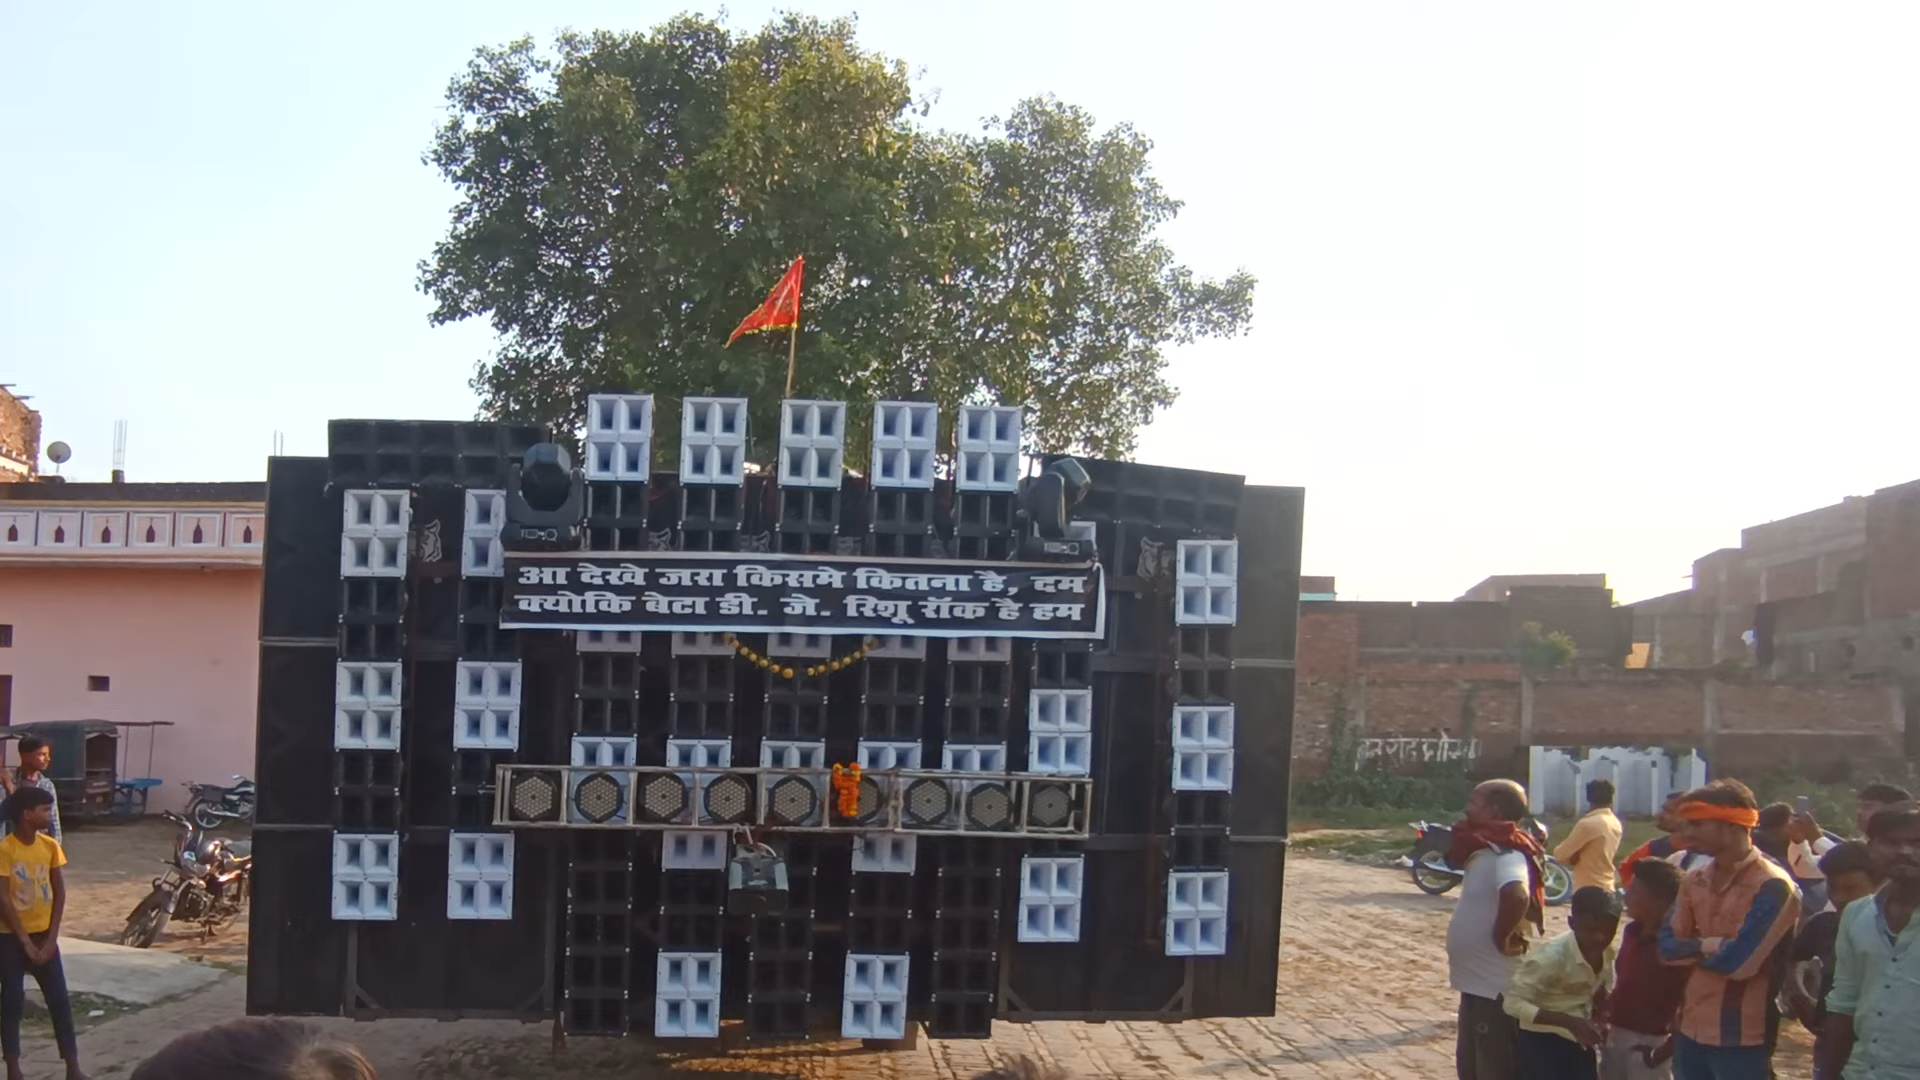 आ देखे जरा किसमे कितना है, दम
क्योकि बेटा डी. जे. रिशू रॉक है हम